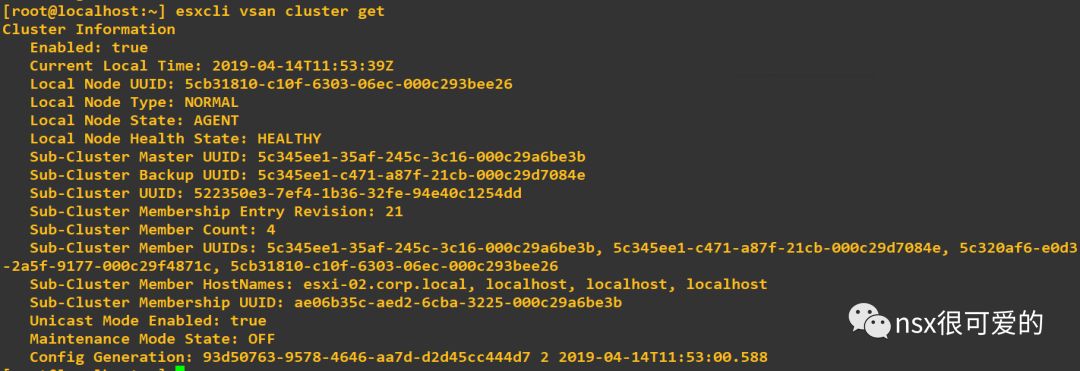 [root@localhost:~] esxcli vsan cluster get
Cluster Information
Enabled: true
Current Local Time: 2019-04-14T11:53:39Z
Local Node UUID: 5cb31810-c10f-6303-06ec-000c293bee26
Local Node Type: NORMAL
Local Node State: AGENT
Local Node Health State: HEALTHY
Sub-Cluster Master UUID: 5c345ee1-35af-245c-3c16-000c29a6be3b
Sub-Cluster Backup UUID: 5c345ee1-c471-a87f-21cb-000c29d7084e
Sub-Cluster UUID: 522350e3-7ef4-1b36-32fe-94e40c1254dd
Sub-Cluster Membership Entry Revision: 21
Sub-Cluster Member Count: 4
Sub-Cluster Member UUIDs: 5c345ee1-35af-245c-3c16-000c29a6be3b, 5c345ee1-c471-a87f-21cb-000c29d7084e, 5c320af6-e0d3
-2a5f-9177-000c29f4871c, 5cb31810-c10f-6303-06ec-000c293bee26
Sub-Cluster Member HostNames: esxi-02.corp.local, localhost, localhost, localhost
Sub-Cluster Membership UUID: ae06b35c-aed2-6cba-3225-000c29a6be3b
Unicast Mode Enabled: true
Maintenance Mode State: OFF
Config Generation: 93d50763-9578-4646-aa7d-d2d45cc444d7 2 2019-04-14T11:53:00.588
nsx很可爱的